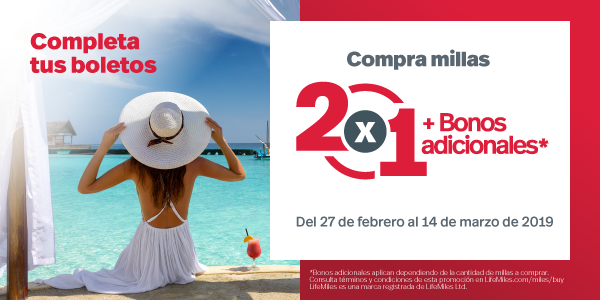 Completa
tus boletos
Compra millas
2x1
+ Bonos
adicionales*
Del 27 de febrero al 14 de marzo de 2019
*Bonos adicionales aplican dependiendo de la cantidad de millas a comprar.
Consulta términos y condiciones de esta promoción en LifeMiles.com/miles/buy
LifeMiles es una marca registrada de LifeMiles Ltd.